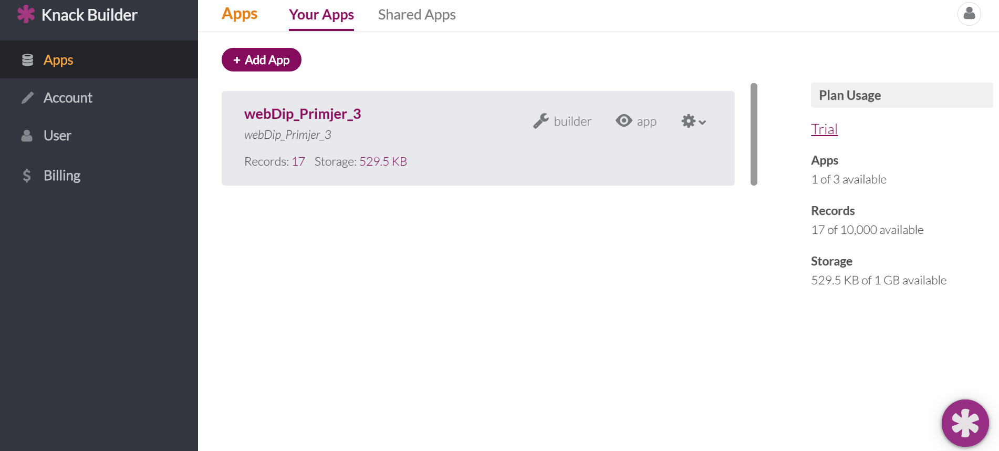 Knack Builder
Apps
Account
User
Billing
Apps Your Apps Shared Apps
+ Add App
webDip_Primjer_3
webDip_Primjer_3
builder app
Records: 17 Storage: 529.5 KB
Plan Usage
Trial
Apps
1 of 3 available
Records
17 of 10,000 available
Storage
529.5 KB of 1 GB available